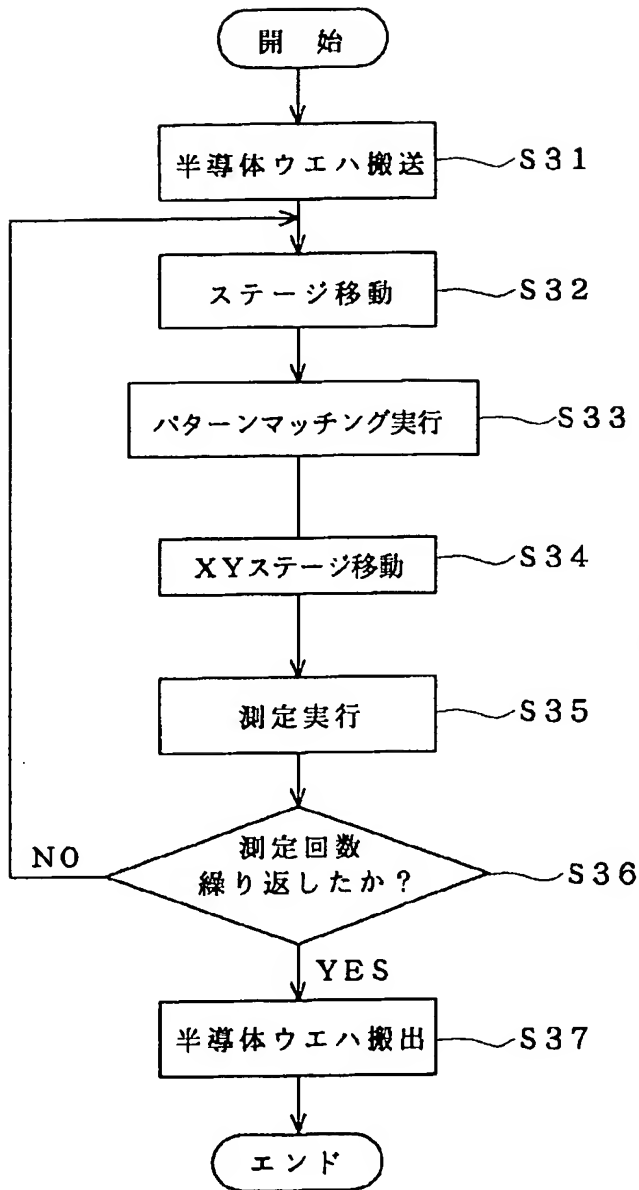 開 始
半導体ウエハ搬送
S31
ステージ移動
S32
パターンマッチング実行
S33
XYステージ移動
S34
測定実行
S35
測定回数
繰り返したか?
S36
NO
YES
半導体ウエハ搬出
S37
エンド